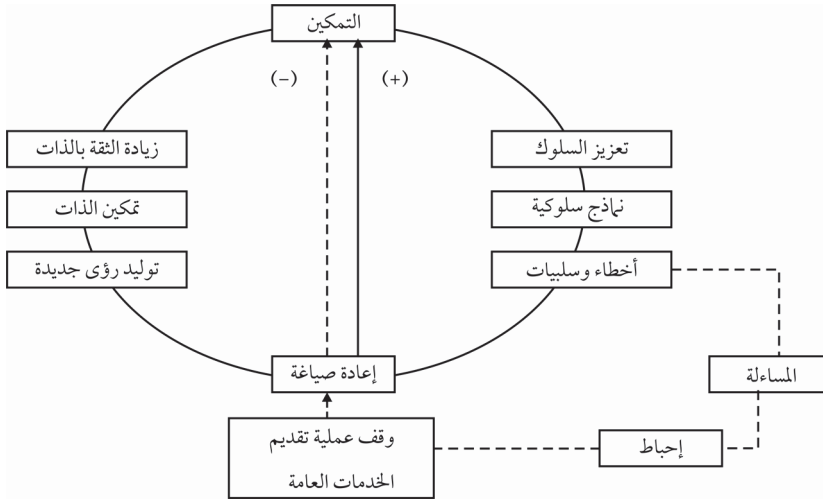 التمكين
(+)
(-)
تعزيز السلوك
زيادة الثقة بالذات
نماذج سلوكية
تمكين الذات
أخطاء وسلبيات
توليد رؤى جديدة
إعادة صياغة
المساءلة
وقف عملية تقديم
الخدمات العامة
إحباط